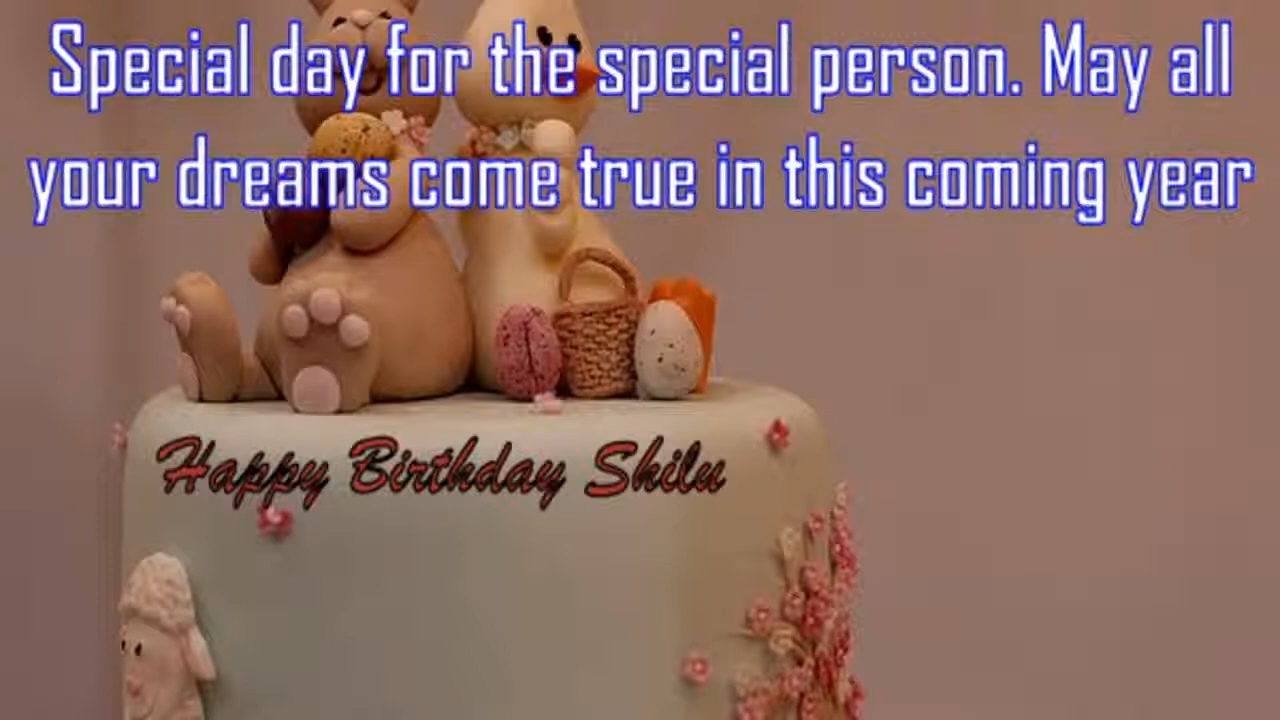 Special day for the special person. May all
your dreams come true in this coming year
Happy Birthday Shilu